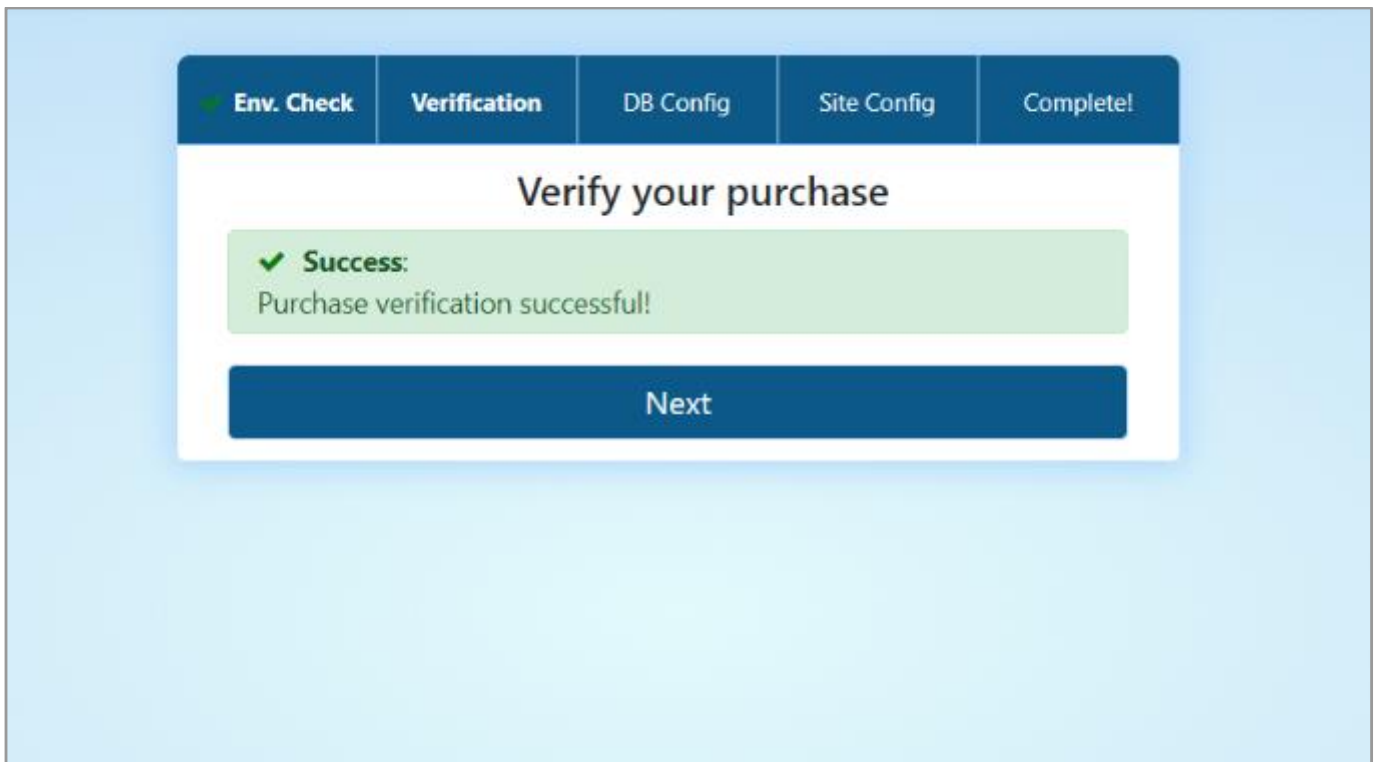 Env. Check Verification DB Config Site Config Complete!
Verify your purchase
Success:
Purchase verification successful!
Next